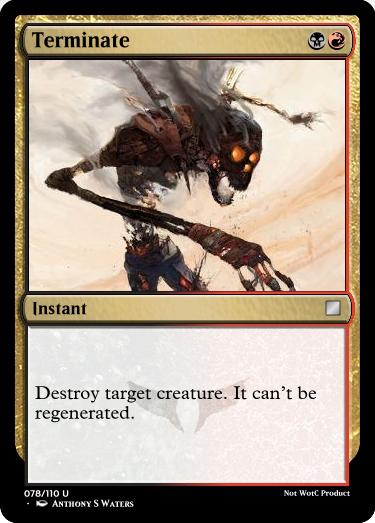 Terminate
Instant
Destroy target creature. It can't be
regenerated.
078/110 U
Not WotC Product
· Anthony S Waters